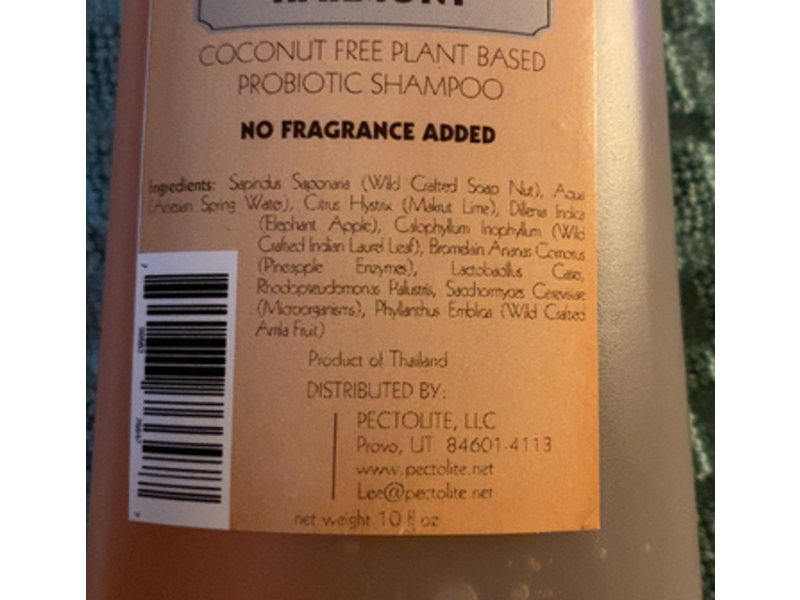 HARMONY
COCONUT FREE PLANT BASED
PROBIOTIC SHAMPOO
NO FRAGRANCE ADDED
Ingredients: Sapindus Saponaria (Wild Crafted Soap Nut), Aqua
(Artesian Spring Water), Citrus Hystrix (Makrut Lime), Dillenia Indica
(Elephant Apple), Calophyllum Inophyllum (Wild
Crafted Indian Laurel Leaf), Bromelain Ananas Comosus
(Pineapple Enzymes), Lactobacillus Casei,
Rhodopseudomonas Palustris, Saccharmyces Cerevisiae
(Microorganisms), Phyllanthus Emblica (Wild Crafted
Amla Fruit)
Product of Thailand
DISTRIBUTED BY:
PECTOLITE, LLC
Provo, UT 84601-4113
www.pectolite.net
Lee@pectolite.net
net weight 10 fl oz